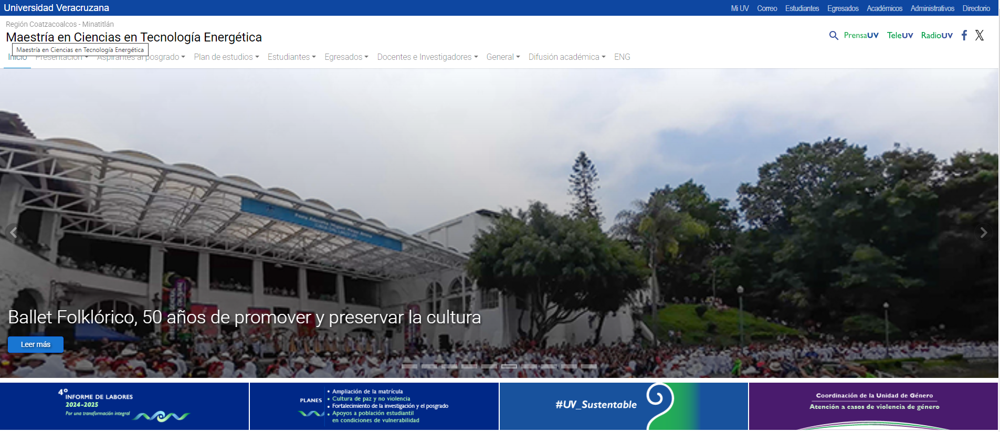 Universidad Veracruzana
Mi UV Correo Estudiantes Egresados Académicos Administrativos Directorio
Región Coatzacoalcos - Minatitlán
Maestría en Ciencias en Tecnología Energética
PrensaUV TeleUV RadioUV
Maestría en Ciencias en Tecnología Energética
Inicio Presentación Aspirantes al posgrado Plan de estudios Estudiantes Egresados Docentes e Investigadores General Difusión académica ENG
Ballet Folklórico, 50 años de promover y preservar la cultura
Leer más
4° INFORME DE LABORES
2024-2025
Por una transformación integral
PLANES
• Ampliación de la matrícula
• Cultura de paz y no violencia
• Fortalecimiento de la investigación y el posgrado
• Apoyos a población estudiantil
en condiciones de vulnerabilidad
#UV_Sustentable
Coordinación de la Unidad de Género
Atención a casos de violencia de género